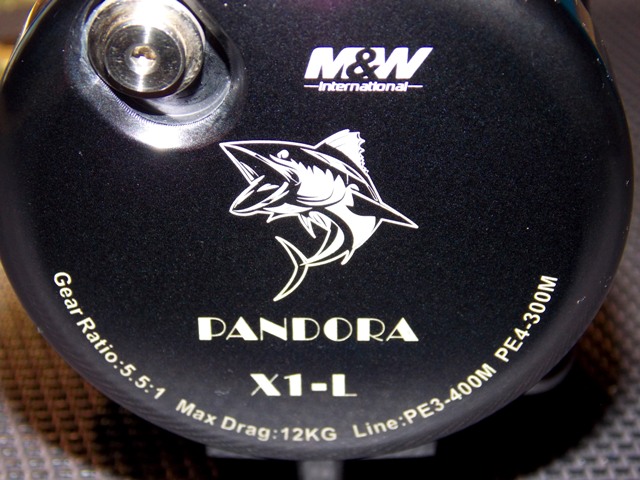 M&W
International
PANDORA
X1-L
Gear Ratio:5.5:1 Max Drag:12KG Line:PE3-400M PE4-300M